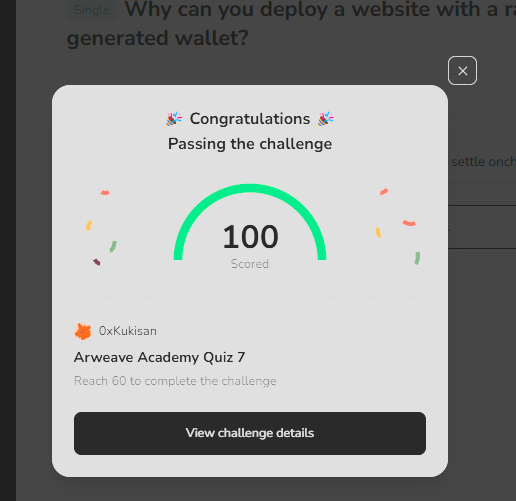 Single Why can you deploy a website with a ra
generated wallet?
Congratulations
Passing the challenge
settle onch
100
Scored
0xKukisan
Arweave Academy Quiz 7
Reach 60 to complete the challenge
View challenge details